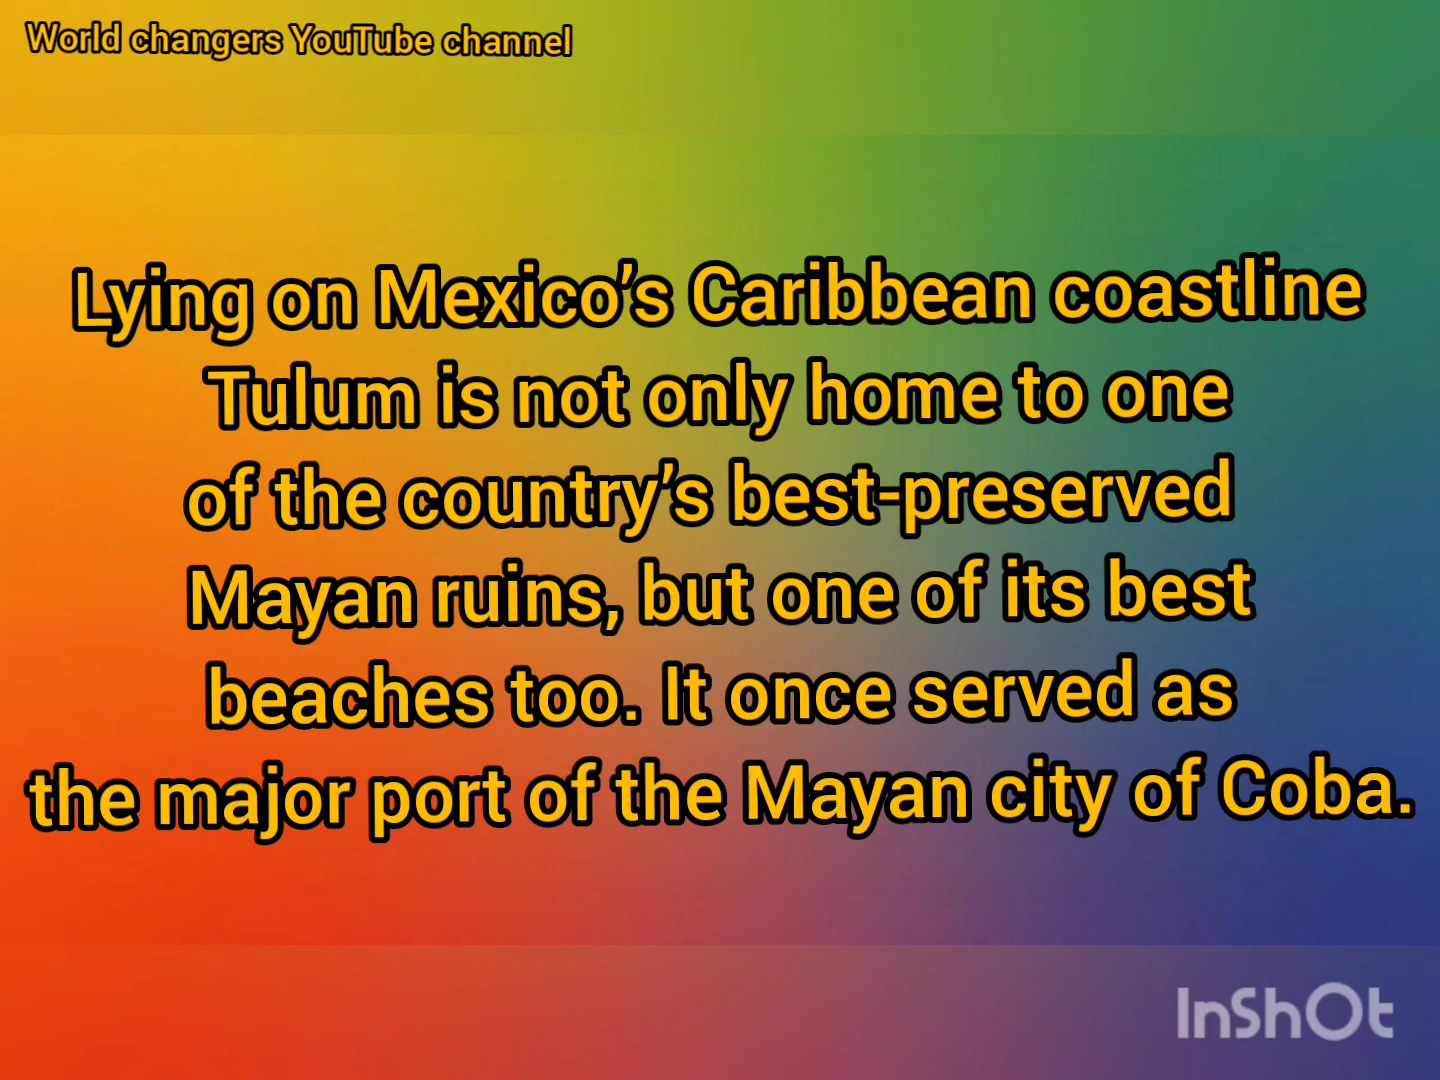 World changers YouTube channel
Lying on Mexico’s Caribbean coastline
Tulum is not only home to one
of the country’s best-preserved
Mayan ruins, but one of its best
beaches too. It once served as
the major port of the Mayan city of Coba.
InShOt